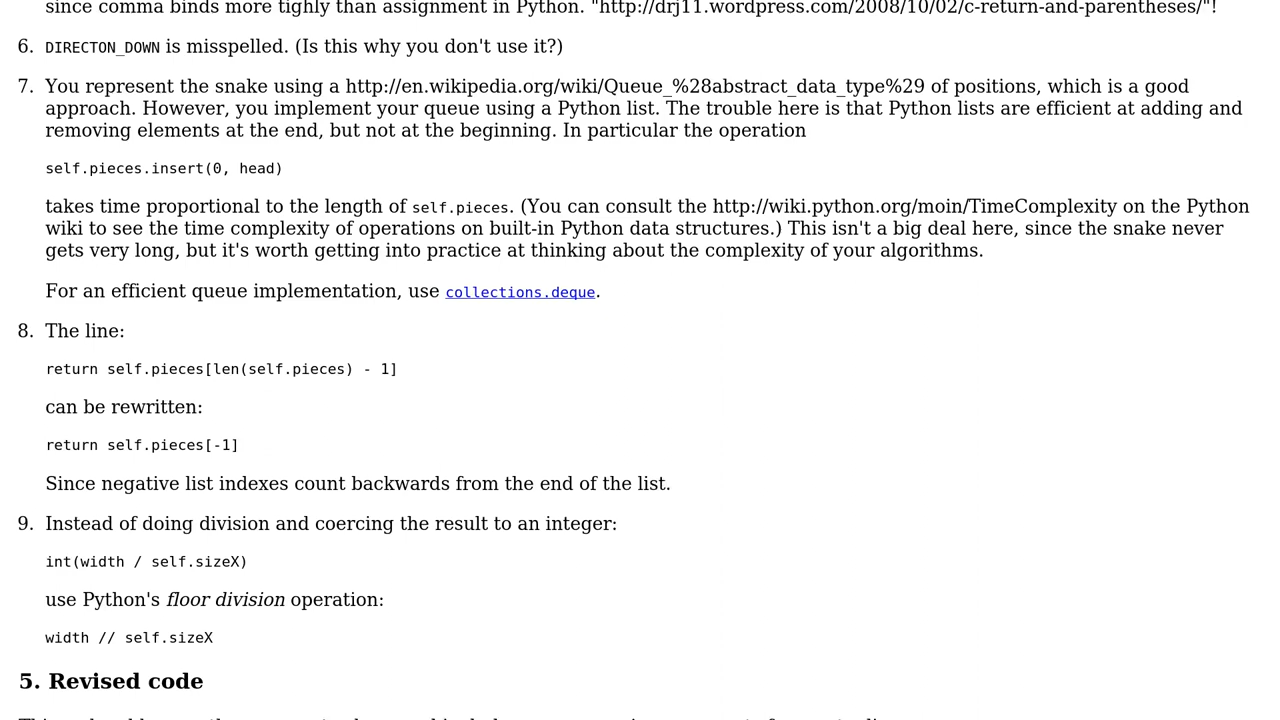 since comma binds more tighly than assignment in Python. "http://drj11.wordpress.com/2008/10/02/c-return-and-parentheses/"!
6. DIRECTON_DOWN is misspelled. (Is this why you don't use it?)
7. You represent the snake using a http://en.wikipedia.org/wiki/Queue_%28abstract_data_type%29 of positions, which is a good
approach. However, you implement your queue using a Python list. The trouble here is that Python lists are efficient at adding and
removing elements at the end, but not at the beginning. In particular the operation
self.pieces.insert(0, head)
takes time proportional to the length of self.pieces. (You can consult the http://wiki.python.org/moin/TimeComplexity on the Python
wiki to see the time complexity of operations on built-in Python data structures.) This isn't a big deal here, since the snake never
gets very long, but it's worth getting into practice at thinking about the complexity of your algorithms.
For an efficient queue implementation, use collections.deque.
8. The line:
return self.pieces[len(self.pieces) - 1]
can be rewritten:
return self.pieces[-1]
Since negative list indexes count backwards from the end of the list.
9. Instead of doing division and coercing the result to an integer:
int(width / self.sizeX)
use Python's floor division operation:
width // self.sizeX
5. Revised code